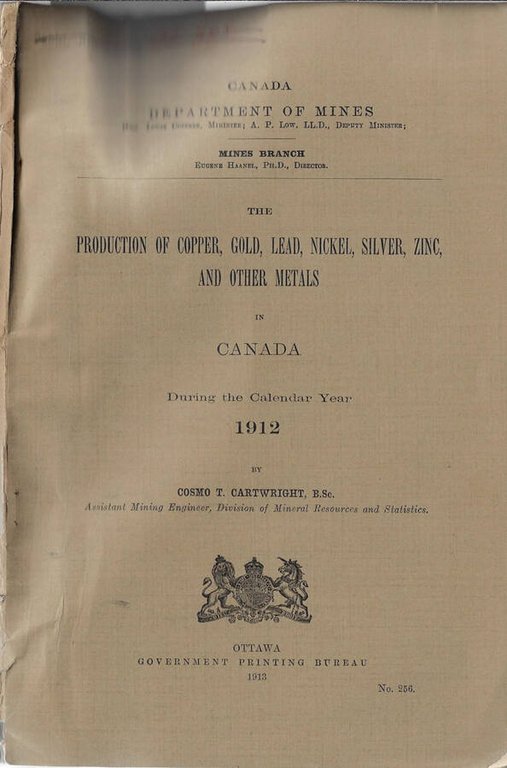 CANADA
DEPARTMENT OF MINES
Minister; A. P. Low, LL.D., Deputy Minister;
MINES BRANCH
Eugene Haanel, Ph.D., Director.
THE
PRODUCTION OF COPPER, GOLD, LEAD, NICKEL, SILVER, ZINC,
AND OTHER METALS
IN
CANADA
During the Calendar Year
1912
BY
COSMO T. CARTWRIGHT, B.Sc.
Assistant Mining Engineer, Division of Mineral Resources and Statistics.
OTTAWA
GOVERNMENT PRINTING BUREAU
1913
No. 256.